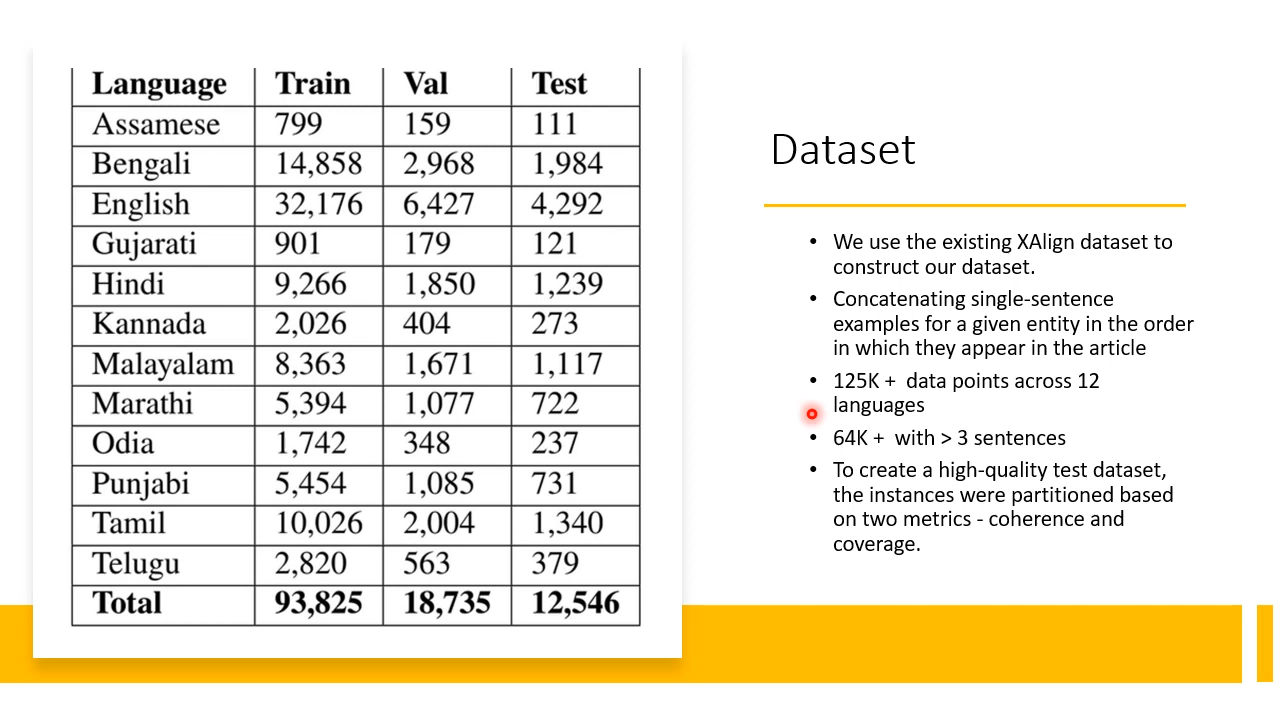 Language Train Val Test
Assamese 799 159 111
Bengali 14,858 2,968 1,984
English 32,176 6,427 4,292
Gujarati 901 179 121
Hindi 9,266 1,850 1,239
Kannada 2,026 404 273
Malayalam 8,363 1,671 1,117
Marathi 5,394 1,077 722
Odia 1,742 348 237
Punjabi 5,454 1,085 731
Tamil 10,026 2,004 1,340
Telugu 2,820 563 379
Total 93,825 18,735 12,546
Dataset
• We use the existing XAlign dataset to
construct our dataset.
• Concatenating single-sentence
examples for a given entity in the order
in which they appear in the article
• 125K + data points across 12
languages
• 64K + with > 3 sentences
• To create a high-quality test dataset,
the instances were partitioned based
on two metrics - coherence and
coverage.